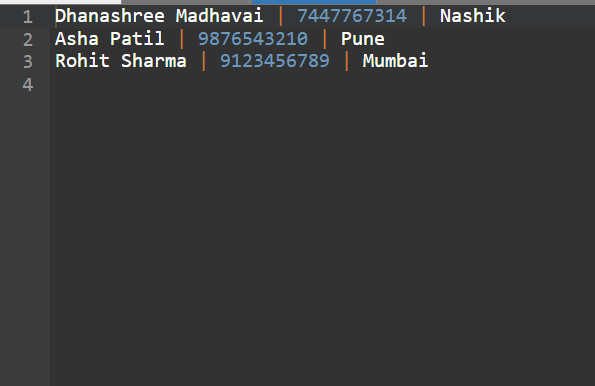 1 Dhanashree Madhavai | 7447767314 | Nashik
2 Asha Patil | 9876543210 | Pune
3 Rohit Sharma | 9123456789 | Mumbai
4